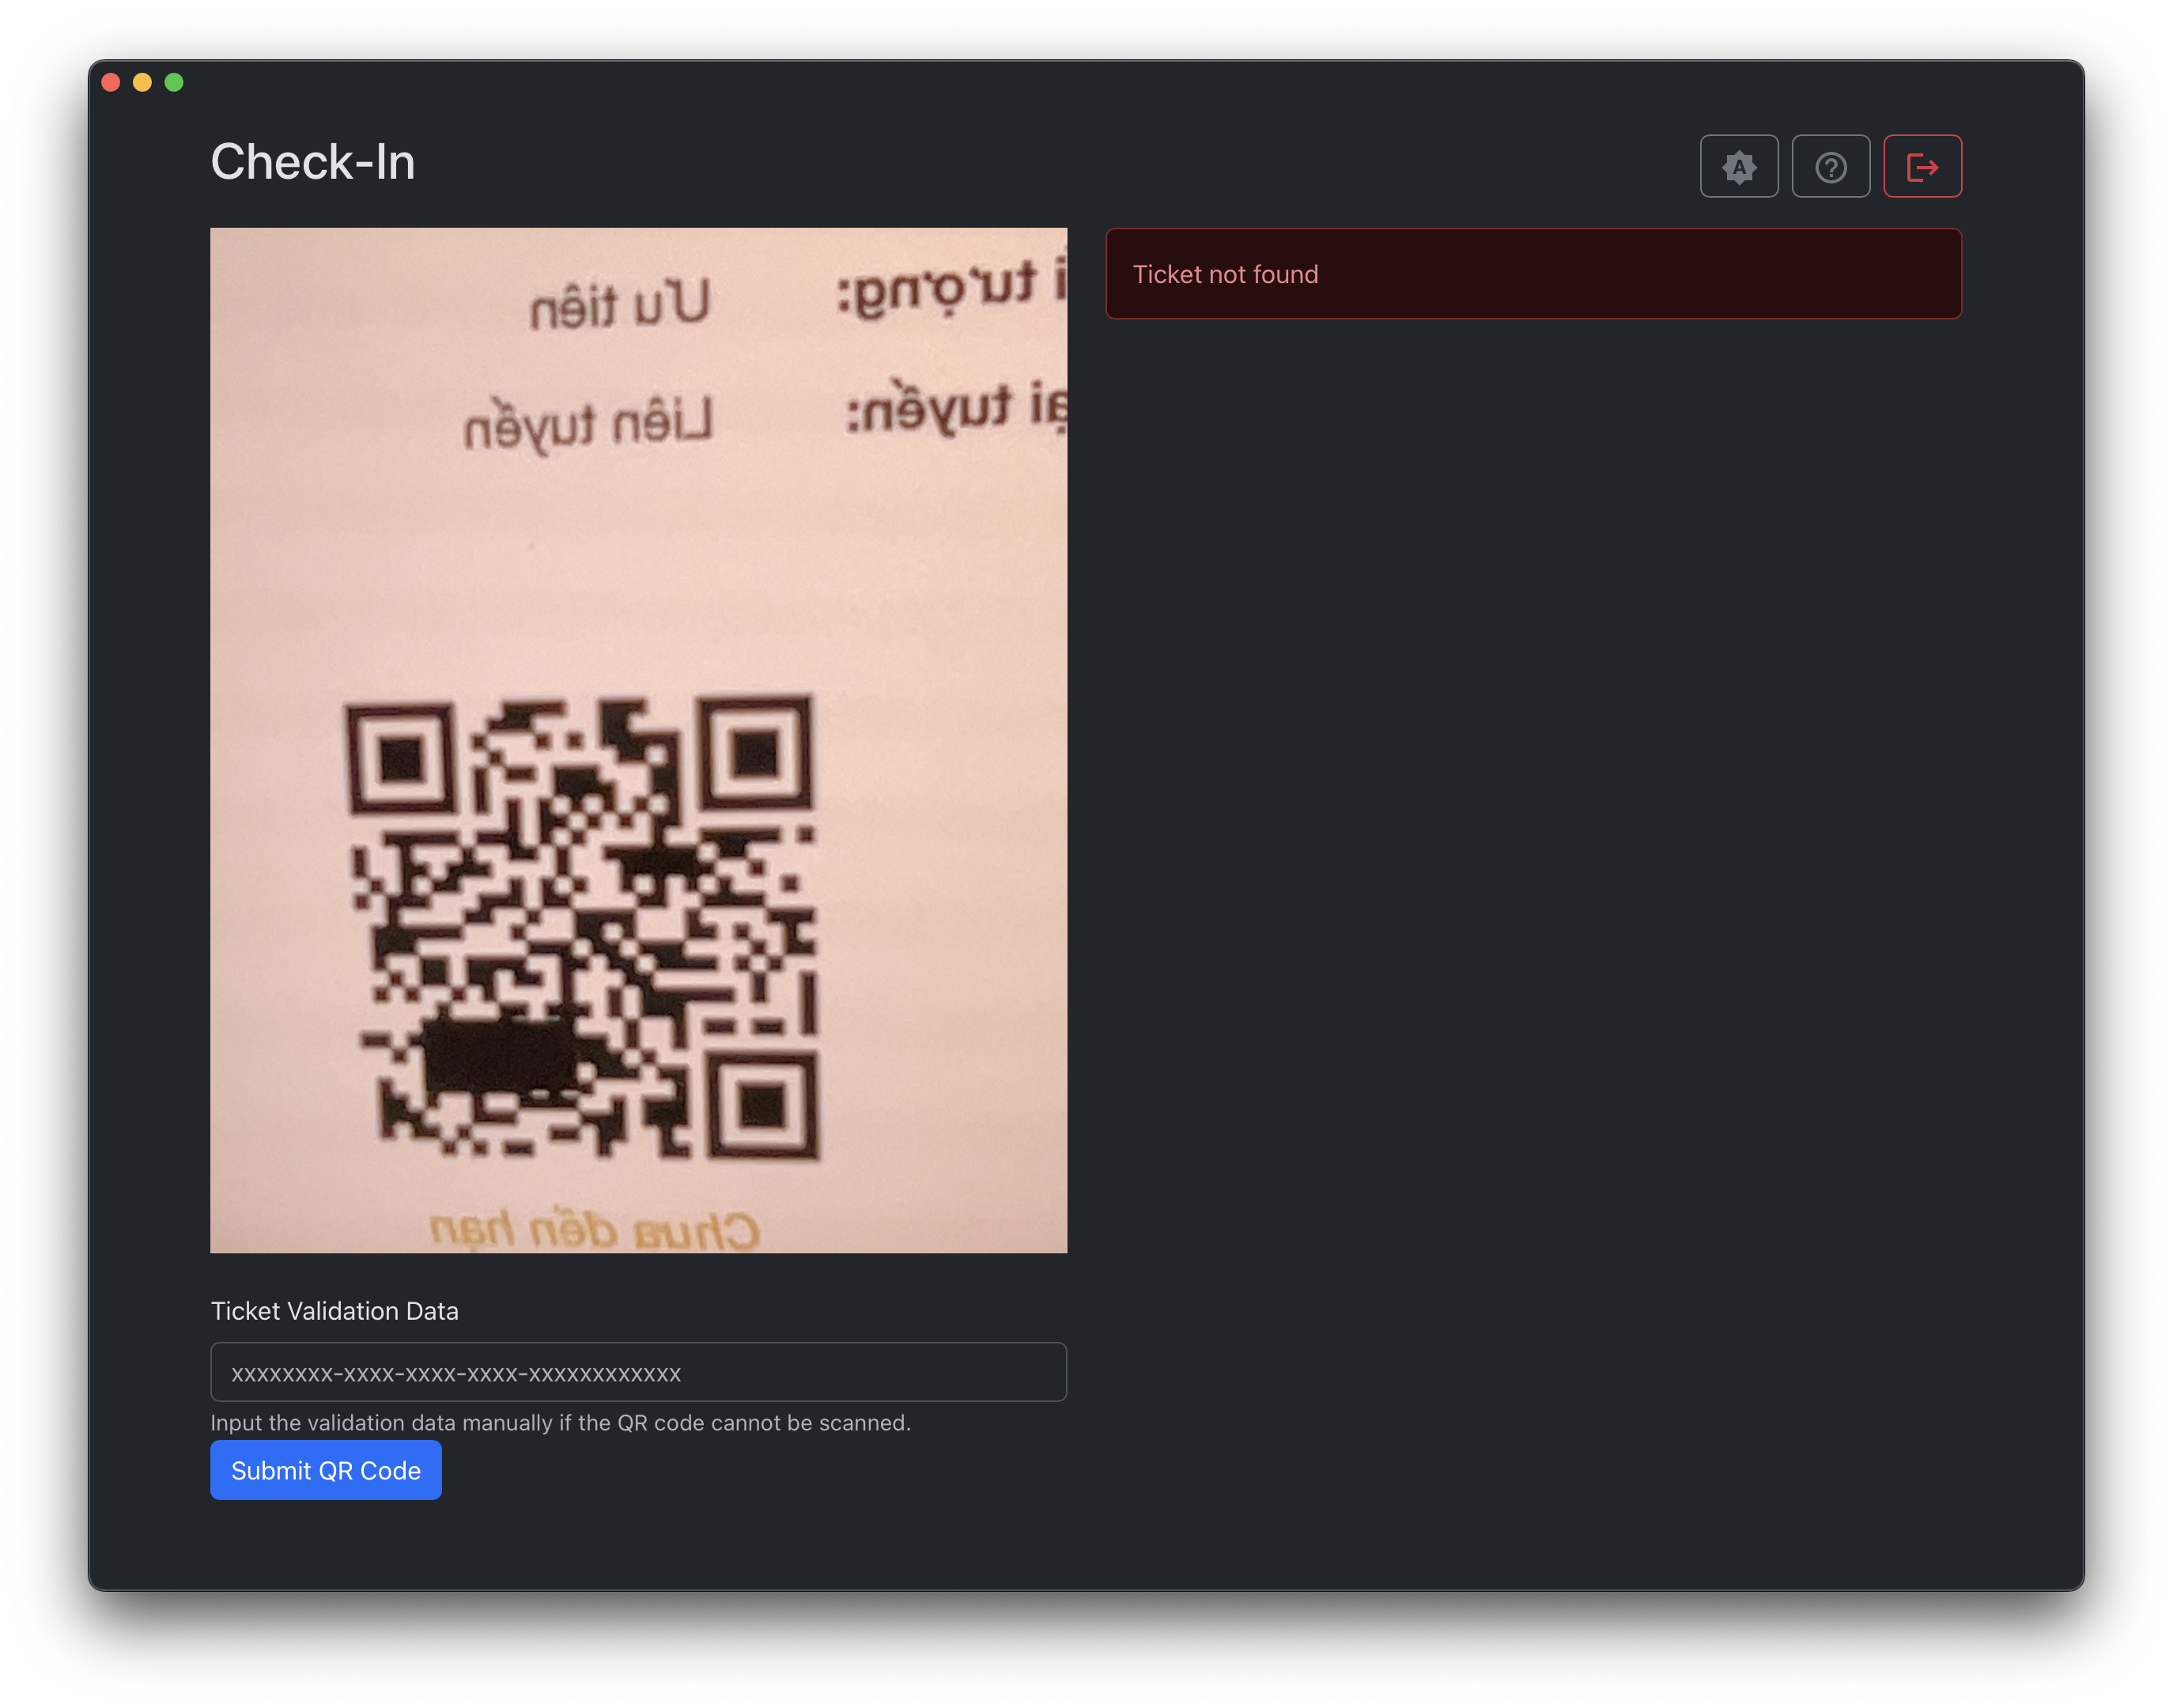 Check-In
A
?
i tượng:
Ưu tiên
ại tuyến:
Liên tuyến
Chưa đến hạn
Ticket not found
Ticket Validation Data
xxxxxxxx-xxxx-xxxx-xxxx-xxxxxxxxxxxx
Input the validation data manually if the QR code cannot be scanned.
Submit QR Code